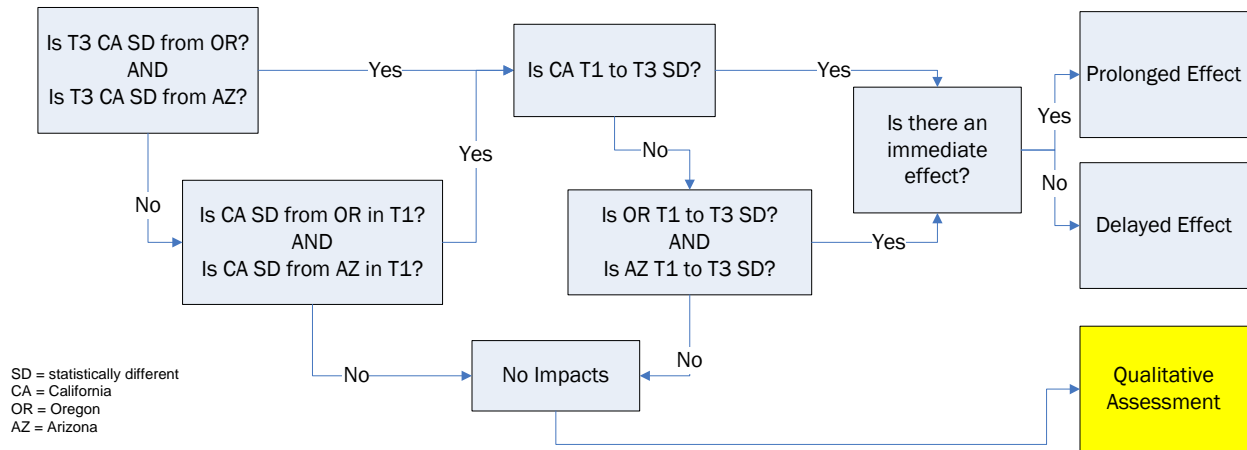 Is T3 CA SD from OR?
AND
Is T3 CA SD from AZ?
Yes
Is CA T1 to T3 SD?
Yes
Prolonged Effect
Is there an
immediate
effect?
Yes
No
Delayed Effect
No
Is CA SD from OR in T1?
AND
Is CA SD from AZ in T1?
Yes
No
Is OR T1 to T3 SD?
AND
Is AZ T1 to T3 SD?
Yes
No
No Impacts
No
Qualitative
Assessment
SD = statistically different
CA = California
OR = Oregon
AZ = Arizona